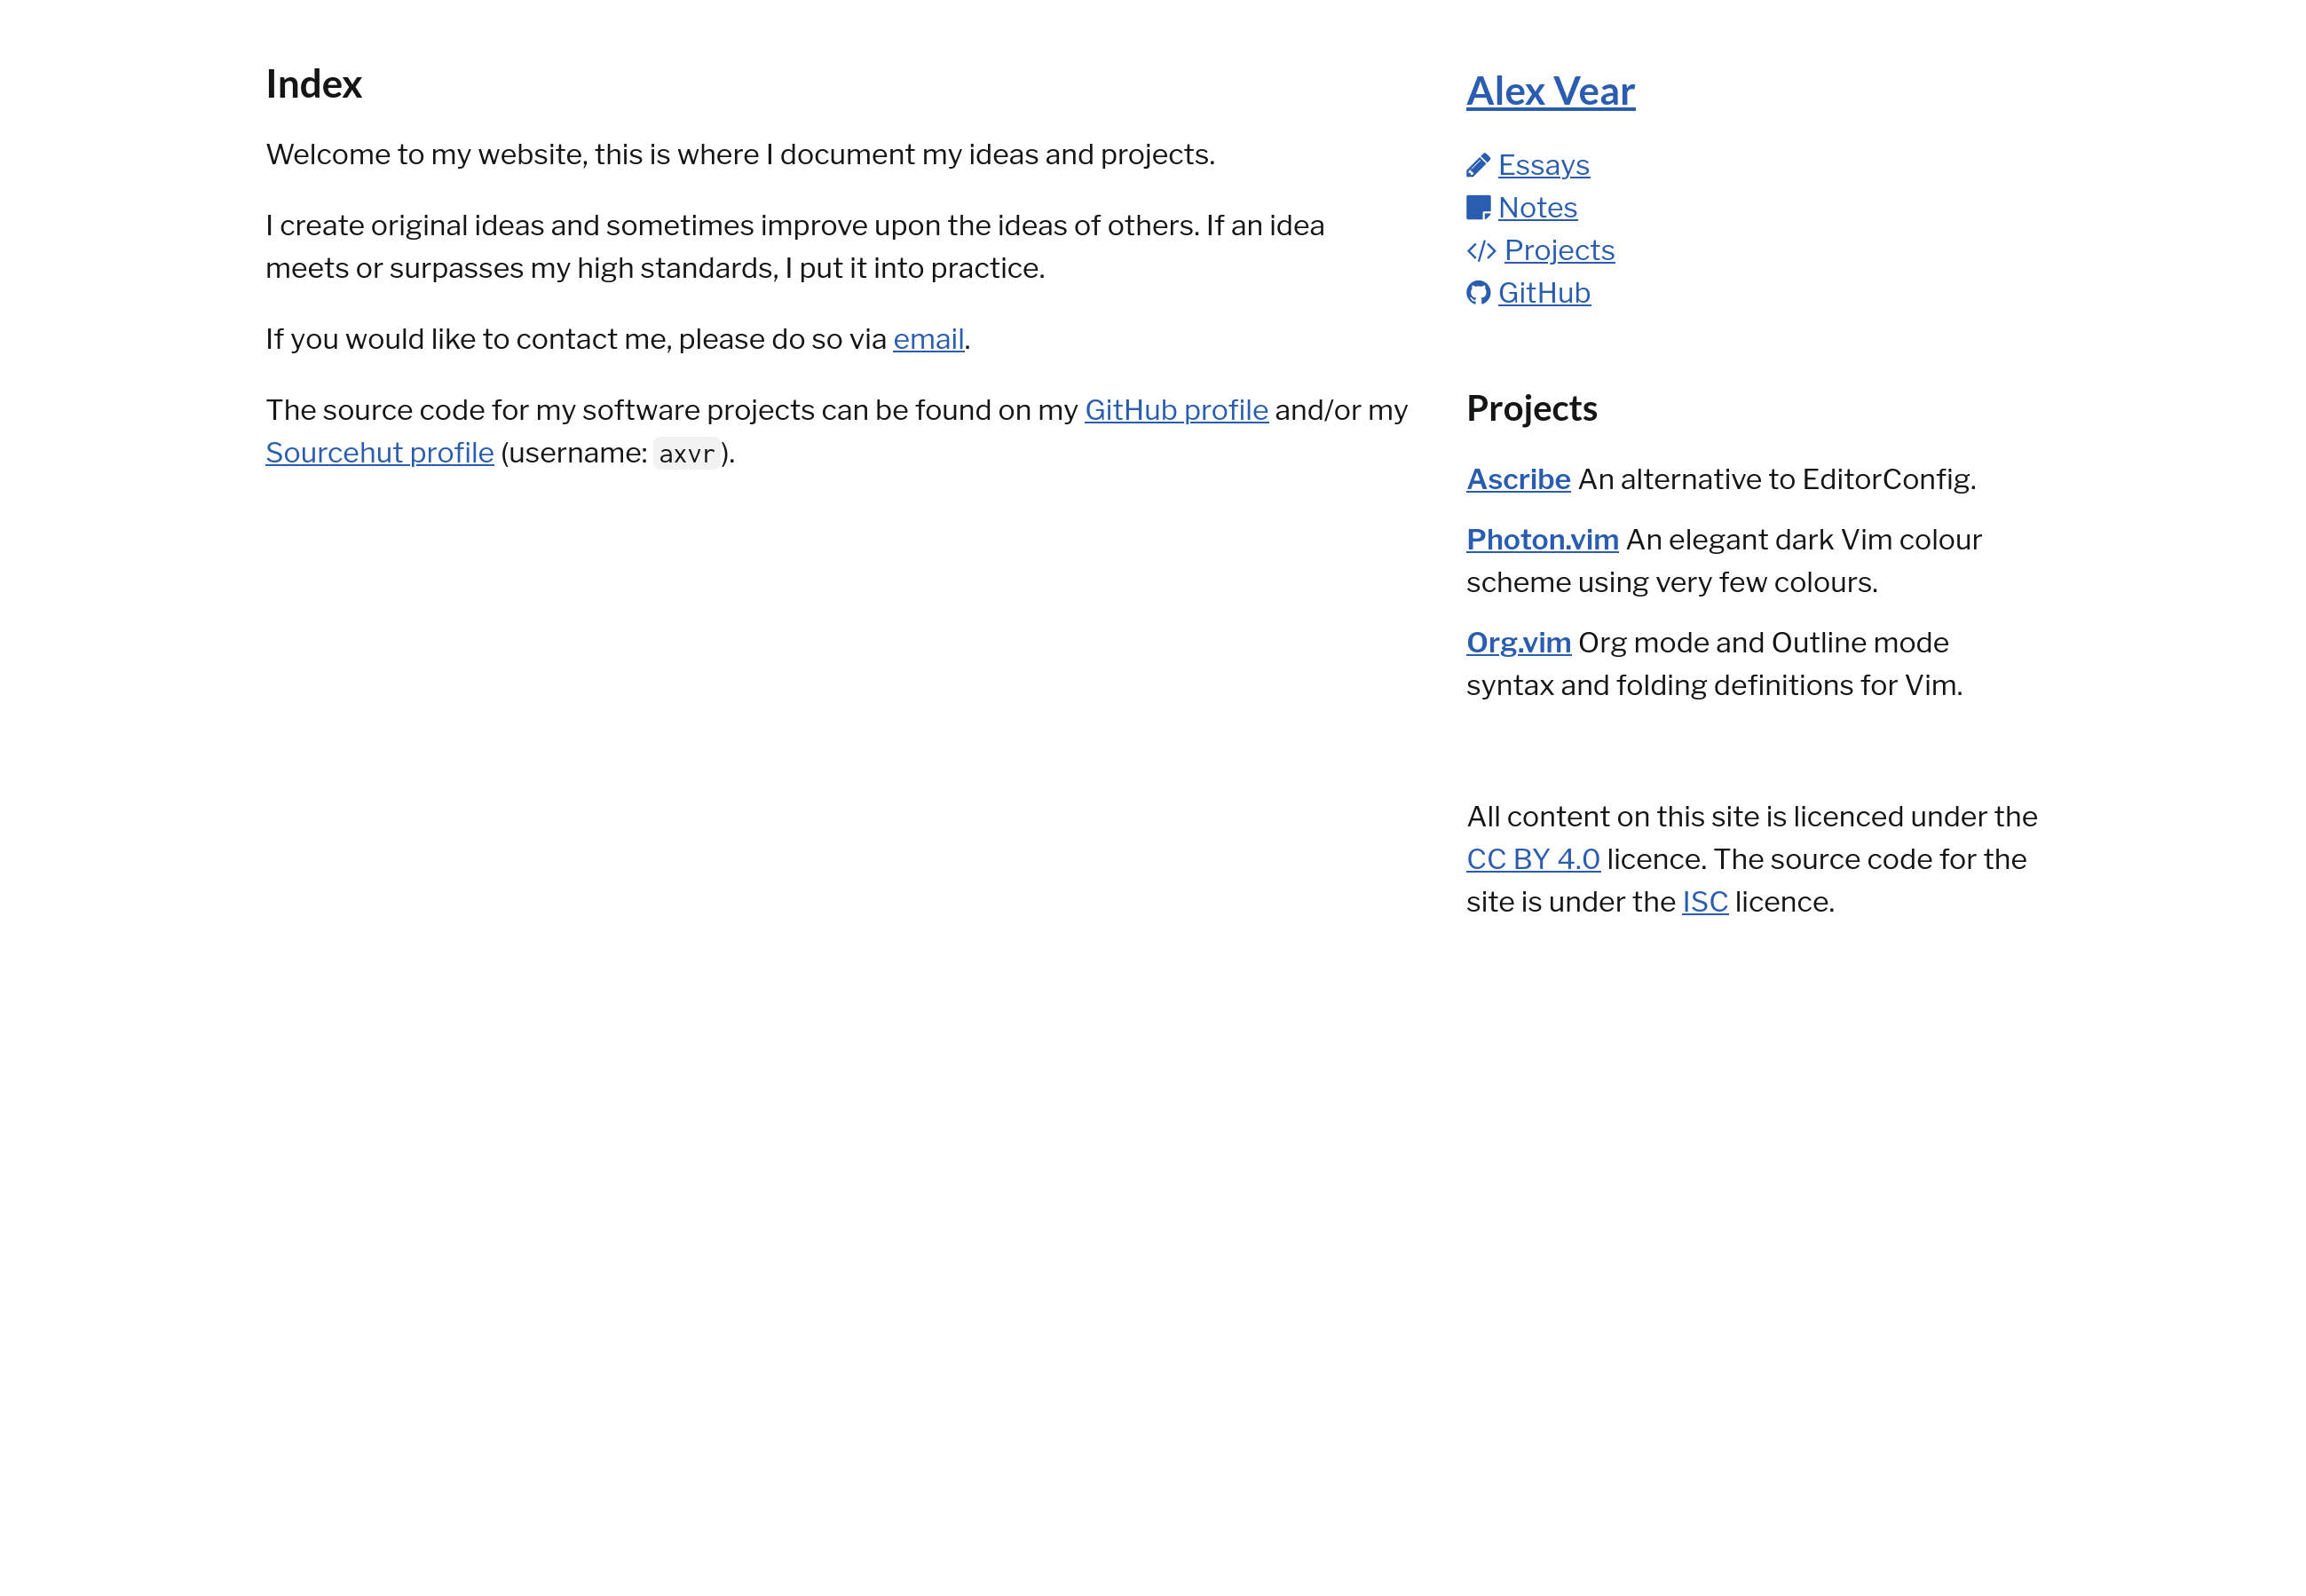 Index
Welcome to my website, this is where I document my ideas and projects.
I create original ideas and sometimes improve upon the ideas of others. If an idea
meets or surpasses my high standards, I put it into practice.
If you would like to contact me, please do so via email.
The source code for my software projects can be found on my GitHub profile and/or my
Sourcehut profile (username: axvr).
Alex Vear
Essays
Notes
Projects
GitHub
Projects
Ascribe An alternative to EditorConfig.
Photon.vim An elegant dark Vim colour
scheme using very few colours.
Org.vim Org mode and Outline mode
syntax and folding definitions for Vim.
All content on this site is licenced under the
CC BY 4.0 licence. The source code for the
site is under the ISC licence.